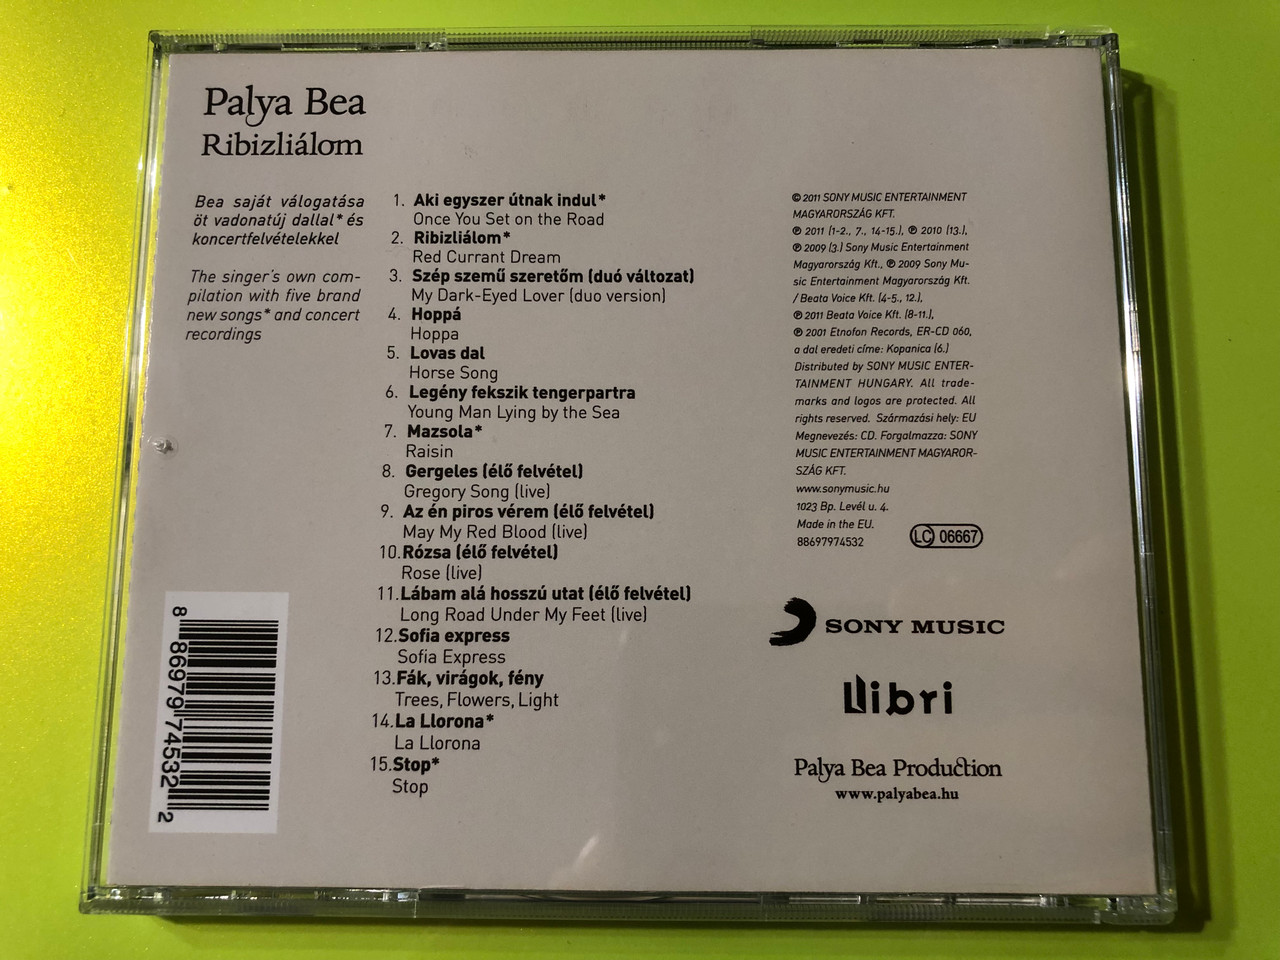 Palya Bea
Ribizliálom
Bea saját válogatása
öt vadonatúj dallal* és
koncertfelvételekkel
The singer's own com-
pilation with five brand
new songs* and concert
recordings
1. Aki egyszer útnak indul*
Once You Set on the Road
2. Ribizliálom*
Red Currant Dream
3. Szép szemű szeretőm (duó változat)
My Dark-Eyed Lover (duo version)
4. Hoppá
Hoppa
5. Lovas dal
Horse Song
6. Legény fekszik tengerpartra
Young Man Lying by the Sea
7. Mazsola*
Raisin
8. Gergeles (élő felvétel)
Gregory Song (live)
9. Az én piros vérem (élő felvétel)
May My Red Blood (live)
10. Rózsa (élő felvétel)
Rose (live)
11. Lábam alá hosszú utat (élő felvétel)
Long Road Under My Feet (live)
12. Sofia express
Sofia Express
13. Fák, virágok, fény
Trees, Flowers, Light
14. La Llorona*
La Llorona
15. Stop*
Stop
© 2011 SONY MUSIC ENTERTAINMENT
MAGYARORSZÁG KFT.
℗ 2011 (1-2., 7., 14-15.), ℗ 2010 (13.),
℗ 2009 (3.) Sony Music Entertainment
Magyarország Kft., ℗ 2009 Sony Mu-
sic Entertainment Magyarország Kft.
/ Beata Voice Kft. (4-5., 12.),
℗ 2011 Beata Voice Kft. (8-11.),
℗ 2001 Etnofon Records, ER-CD 060,
a dal eredeti címe: Kopanica (6.)
Distributed by SONY MUSIC ENTER-
TAINMENT HUNGARY. All trade-
marks and logos are protected. All
rights reserved. Származási hely: EU
Megnevezés: CD. Forgalmazza: SONY
MUSIC ENTERTAINMENT MAGYAROR-
SZÁG KFT.
www.sonymusic.hu
1023 Bp. Levél u. 4.
Made in the EU.
88697974532
LC 06667
SONY MUSIC
Libri
Palya Bea Production
www.palyabea.hu
8 86979 74532 2